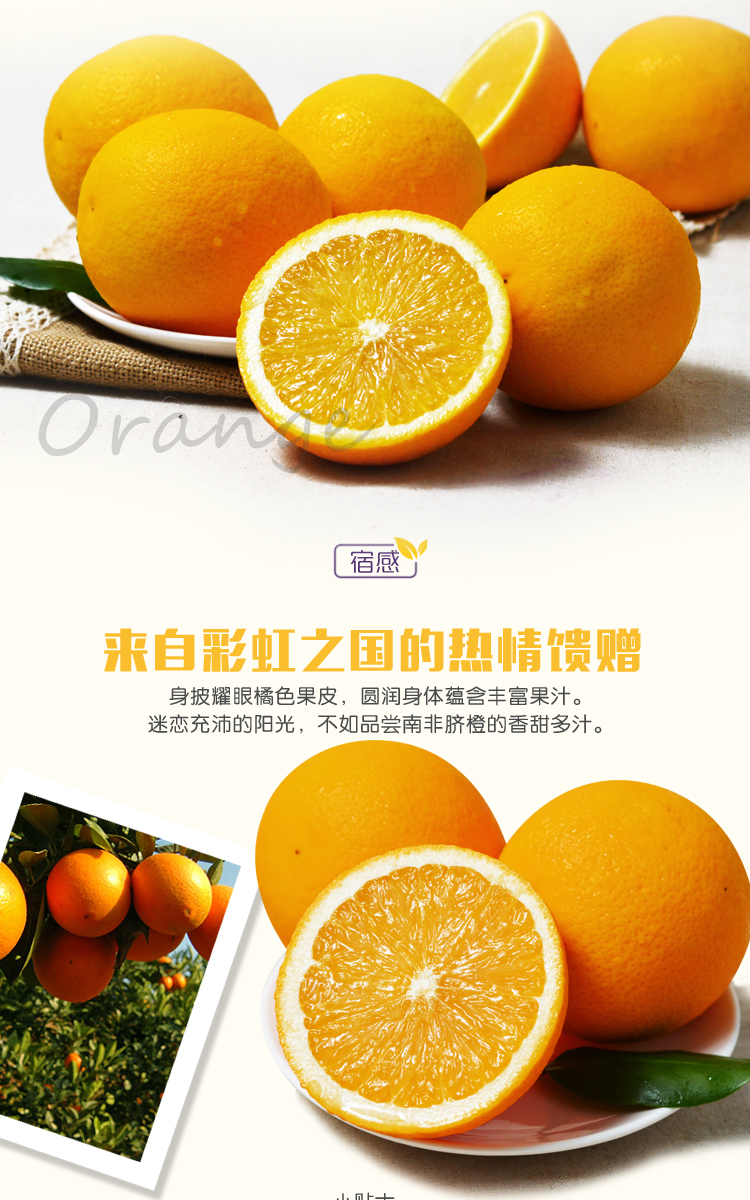 Orange
宿感
来自彩虹之国的热情馈赠
身披耀眼橘色果皮，圆润身体蕴含丰富果汁。
迷恋充沛的阳光，不如品尝南非脐橙的香甜多汁。